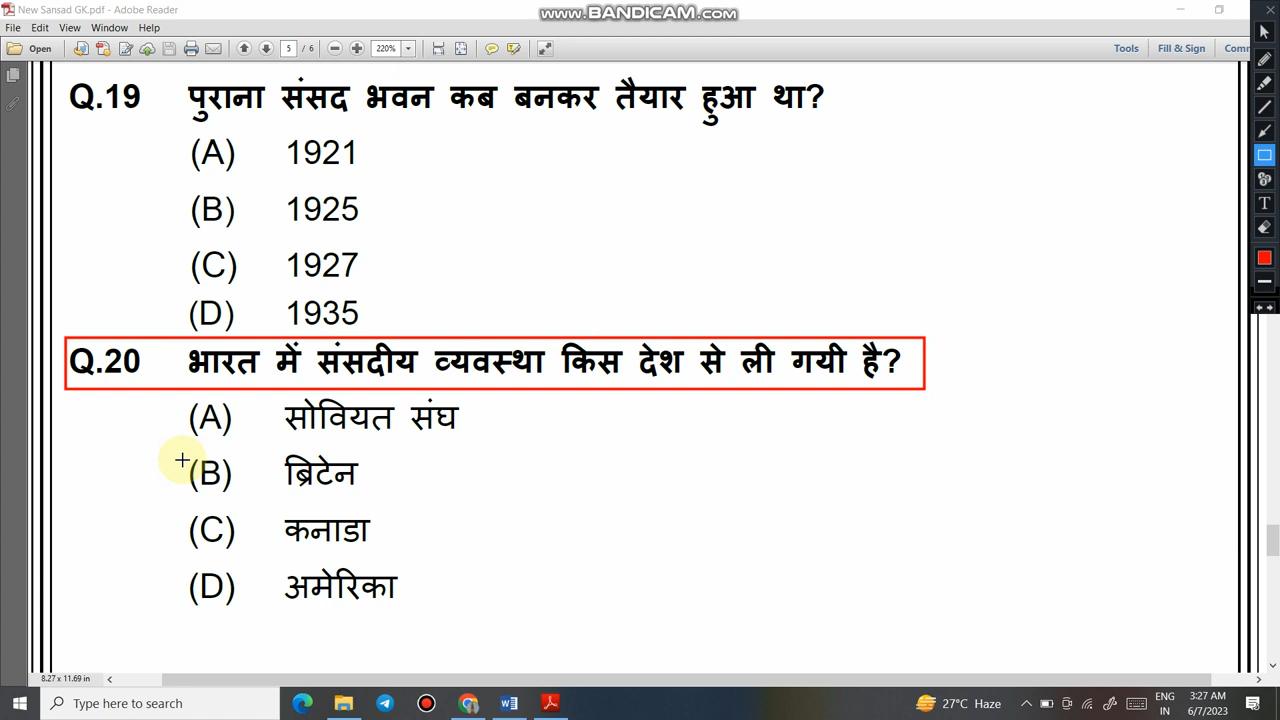 New Sansad GK.pdf - Adobe Reader
WWW.BANDICAM.COM
File Edit View Window Help
Open 5 / 6 220% Tools Fill & Sign Comm
Q.19 पुराना संसद भवन कब बनकर तैयार हुआ था?
(A) 1921
(B) 1925
(C) 1927
(D) 1935
Q.20 भारत में संसदीय व्यवस्था किस देश से ली गयी है?
(A) सोवियत संघ
(B) ब्रिटेन
(C) कनाडा
(D) अमेरिका
8.27 x 11.69 in
Type here to search 27°C Haze ENG 3:27 AM
IN 6/7/2023